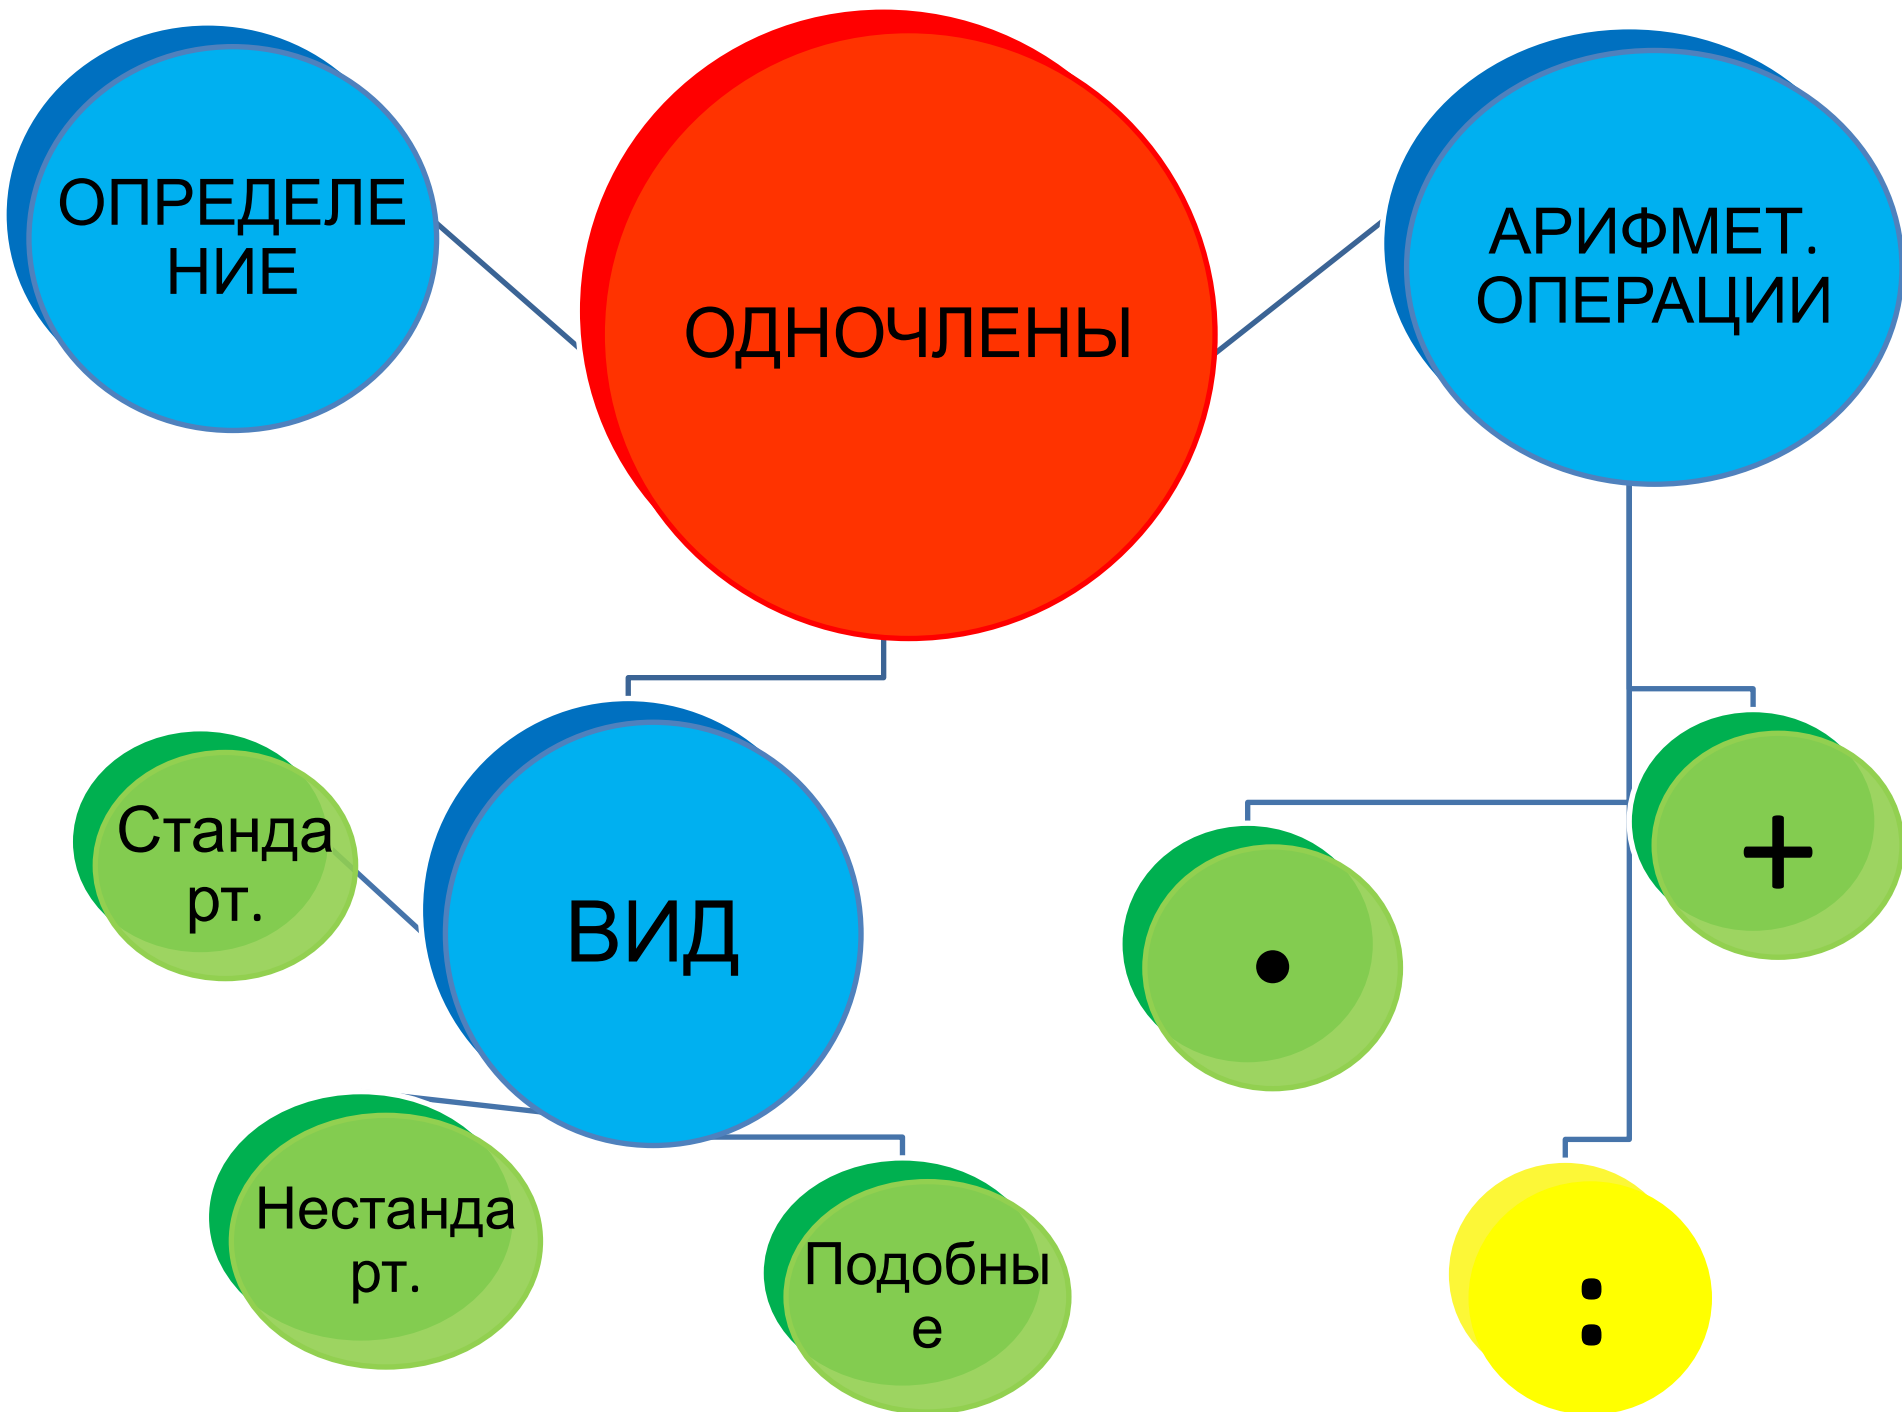 ОПРЕДЕЛЕ
НИЕ
ОДНОЧЛЕНЫ
АРИФМЕТ.
ОПЕРАЦИИ
Станда
рт.
ВИД
Нестанда
рт.
Подобны
е
•
+
: